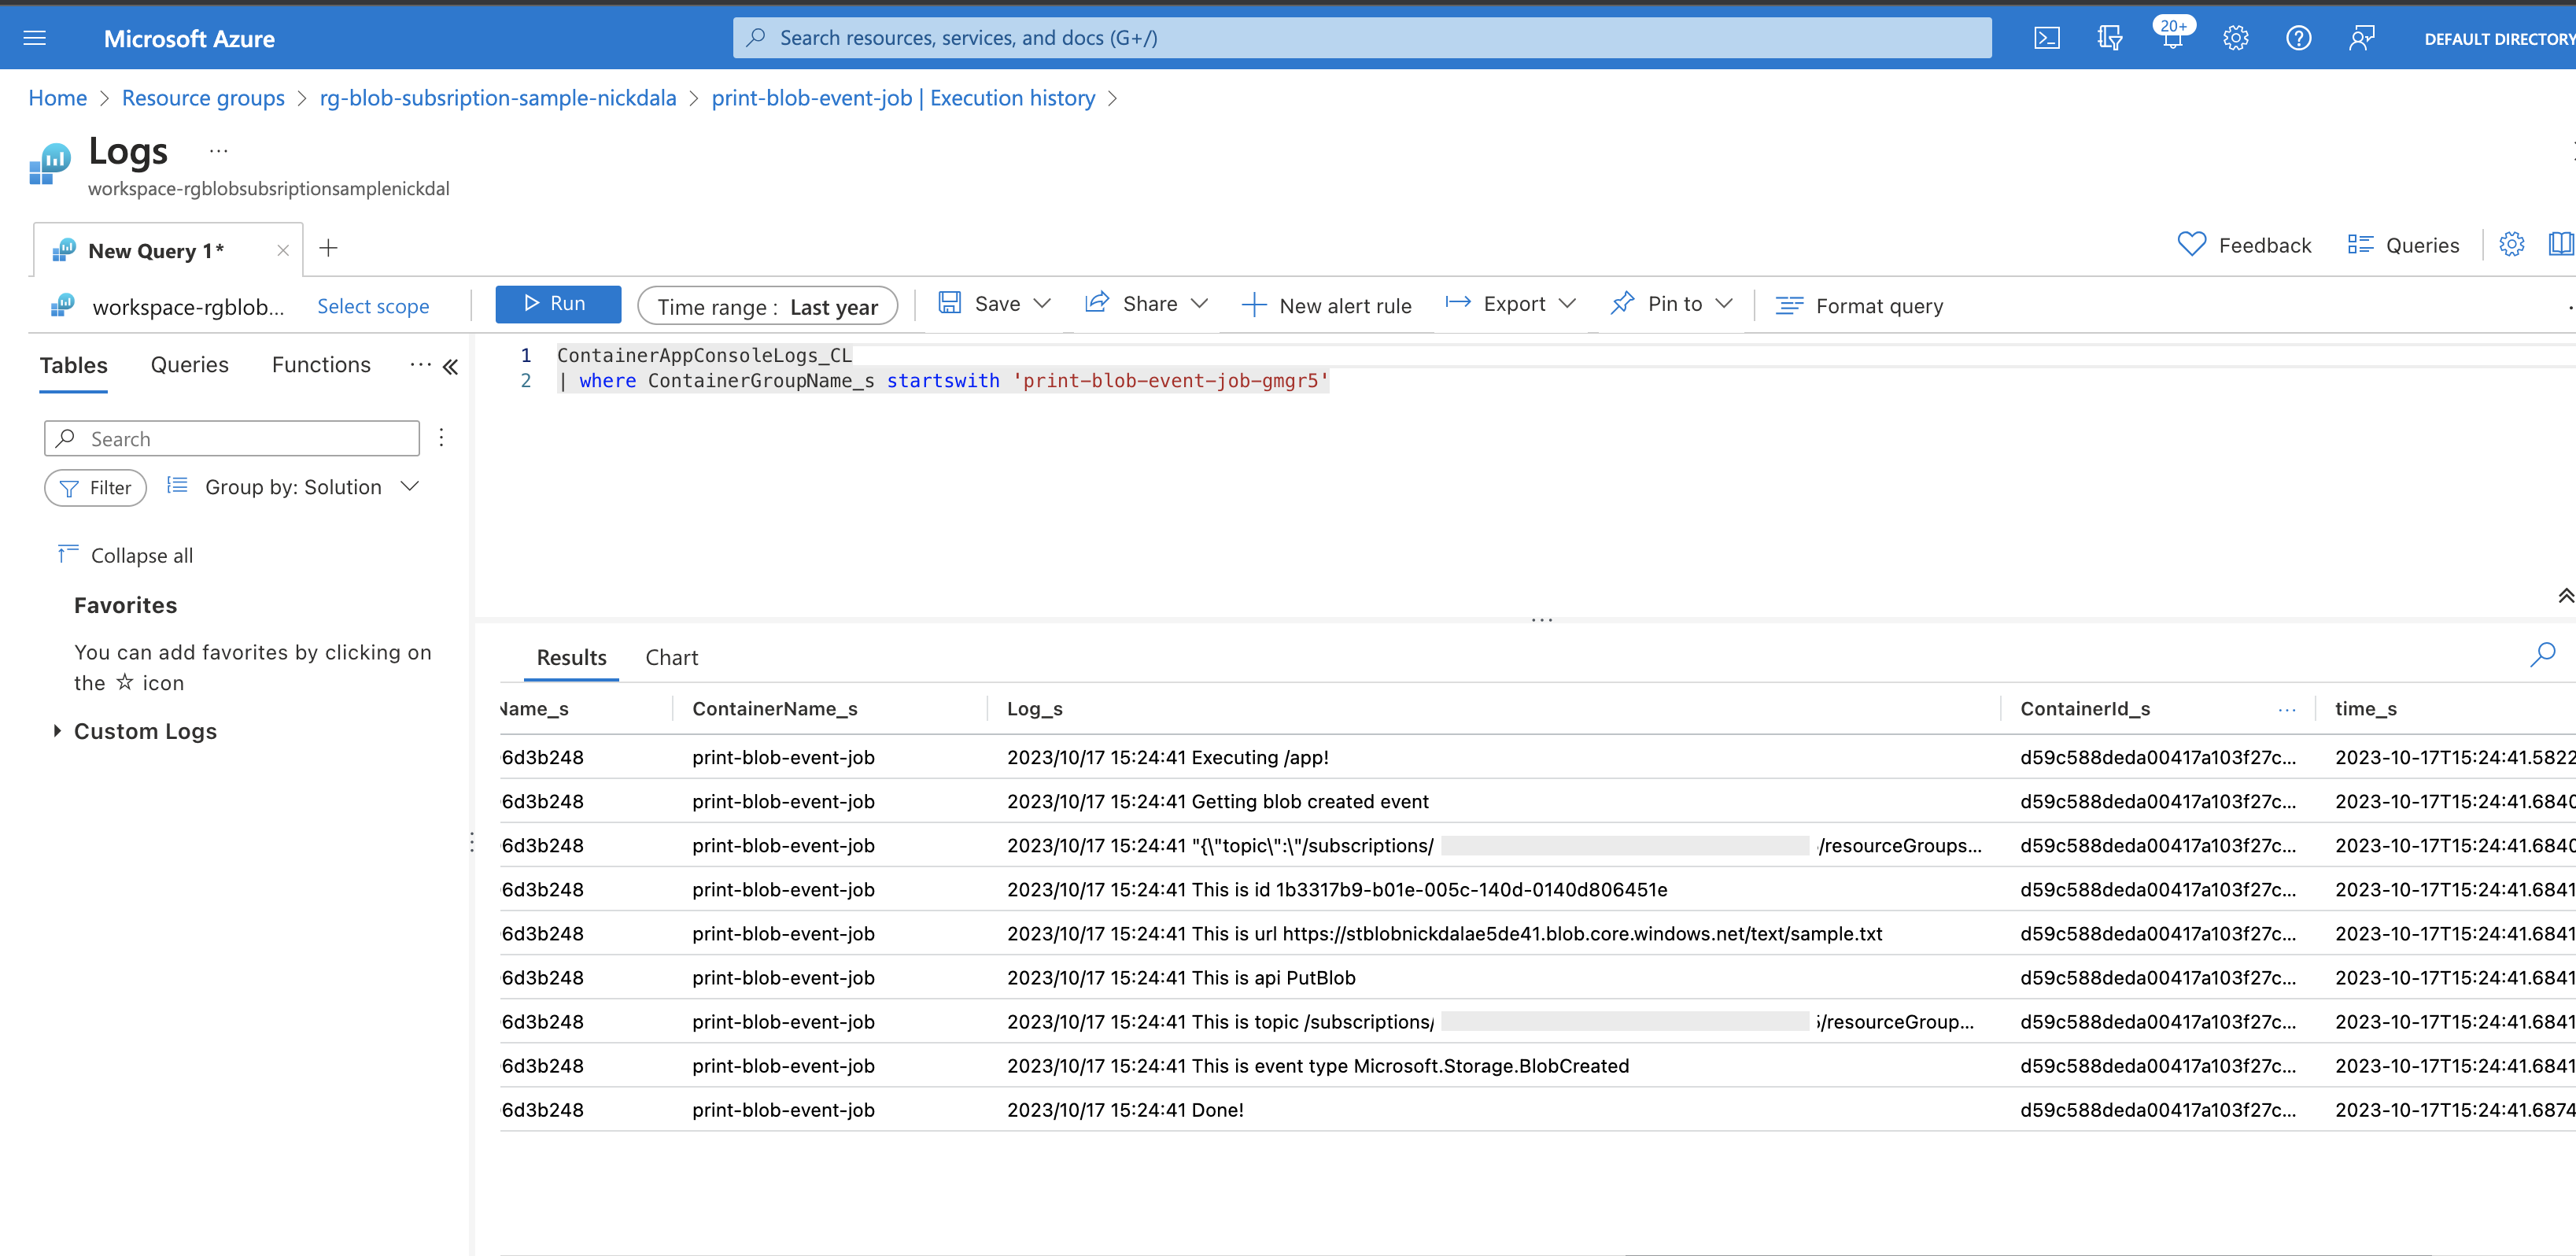 Microsoft Azure
Search resources, services, and docs (G+/)
20+
DEFAULT DIRECTORY
Home > Resource groups > rg-blob-subsription-sample-nickdala > print-blob-event-job | Execution history >
Logs ...
workspace-rgblobsubsriptionsamplenickdal
New Query 1*
Feedback
Queries
workspace-rgblob...
Select scope
Run
Time range : Last year
Save
Share
New alert rule
Export
Pin to
Format query
Tables
Queries
Functions
...
Search
Filter
Group by: Solution
Collapse all
Favorites
You can add favorites by clicking on
the ☆ icon
Custom Logs
1 ContainerAppConsoleLogs_CL
2 | where ContainerGroupName_s startswith 'print-blob-event-job-gmgr5'
Results
Chart
Name_s ContainerName_s Log_s ContainerId_s ... time_s
6d3b248 print-blob-event-job 2023/10/17 15:24:41 Executing /app! d59c588deda00417a103f27c... 2023-10-17T15:24:41.5822
6d3b248 print-blob-event-job 2023/10/17 15:24:41 Getting blob created event d59c588deda00417a103f27c... 2023-10-17T15:24:41.6840
6d3b248 print-blob-event-job 2023/10/17 15:24:41 "{\"topic\":\"/subscriptions/ /resourceGroups... d59c588deda00417a103f27c... 2023-10-17T15:24:41.6840
6d3b248 print-blob-event-job 2023/10/17 15:24:41 This is id 1b3317b9-b01e-005c-140d-0140d806451e d59c588deda00417a103f27c... 2023-10-17T15:24:41.6841
6d3b248 print-blob-event-job 2023/10/17 15:24:41 This is url https://stblobnickdalae5de41.blob.core.windows.net/text/sample.txt d59c588deda00417a103f27c... 2023-10-17T15:24:41.6841
6d3b248 print-blob-event-job 2023/10/17 15:24:41 This is api PutBlob d59c588deda00417a103f27c... 2023-10-17T15:24:41.6841
6d3b248 print-blob-event-job 2023/10/17 15:24:41 This is topic /subscriptions/ /resourceGroup... d59c588deda00417a103f27c... 2023-10-17T15:24:41.6841
6d3b248 print-blob-event-job 2023/10/17 15:24:41 This is event type Microsoft.Storage.BlobCreated d59c588deda00417a103f27c... 2023-10-17T15:24:41.6841
6d3b248 print-blob-event-job 2023/10/17 15:24:41 Done! d59c588deda00417a103f27c... 2023-10-17T15:24:41.6874